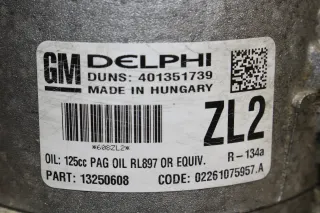 GM DELPHI
DUNS: 401351739
MADE IN HUNGARY
ZL2
*608ZL2*
OIL: 125cc PAG OIL RL897 OR EQUIV. R-134a
PART: 13250608 CODE: 02261075957.A